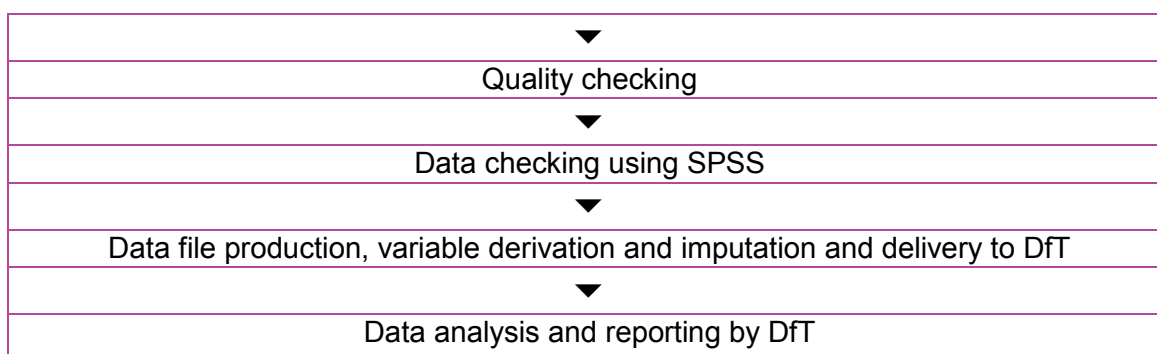 Quality checking
Data checking using SPSS
Data file production, variable derivation and imputation and delivery to DfT
Data analysis and reporting by DfT